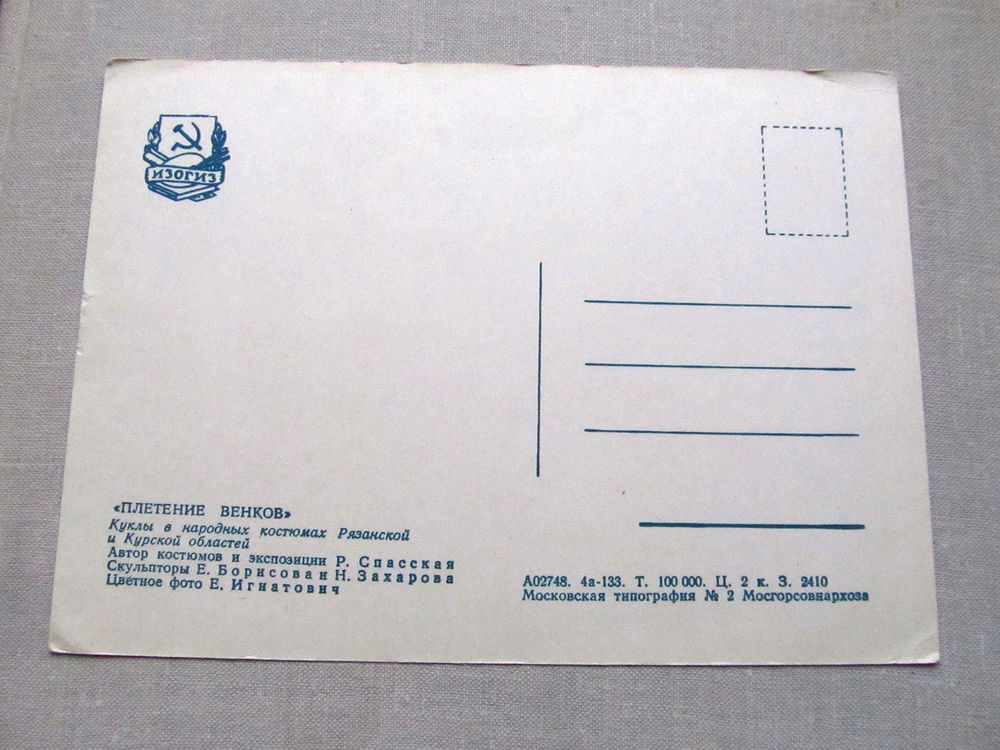 ИЗОГИЗ
«ПЛЕТЕНИЕ ВЕНКОВ»
Куклы в народных костюмах Рязанской
и Курской областей
Автор костюмов и экспозиции Р. Спасская
Скульпторы Е. Борисова и Н. Захарова
Цветное фото Е. Игнатович
А02748. 4а-133. Т. 100 000. Ц. 2 к. З. 2410
Московская типография № 2 Мосгорсовнархоза